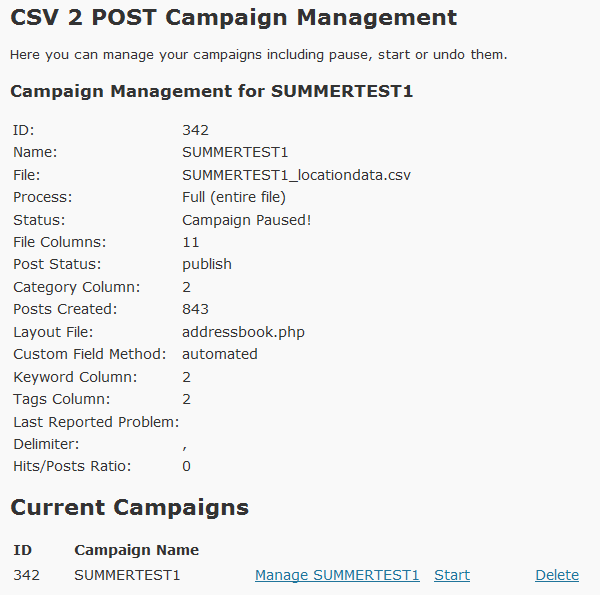 CSV 2 POST Campaign Management
Here you can manage your campaigns including pause, start or undo them.
Campaign Management for SUMMERTEST1
ID: 342
Name: SUMMERTEST1
File: SUMMERTEST1_locationdata.csv
Process: Full (entire file)
Status: Campaign Paused!
File Columns: 11
Post Status: publish
Category Column: 2
Posts Created: 843
Layout File: addressbook.php
Custom Field Method: automated
Keyword Column: 2
Tags Column: 2
Last Reported Problem:
Delimiter: ,
Hits/Posts Ratio: 0
Current Campaigns
ID Campaign Name
342 SUMMERTEST1 Manage SUMMERTEST1 Start Delete